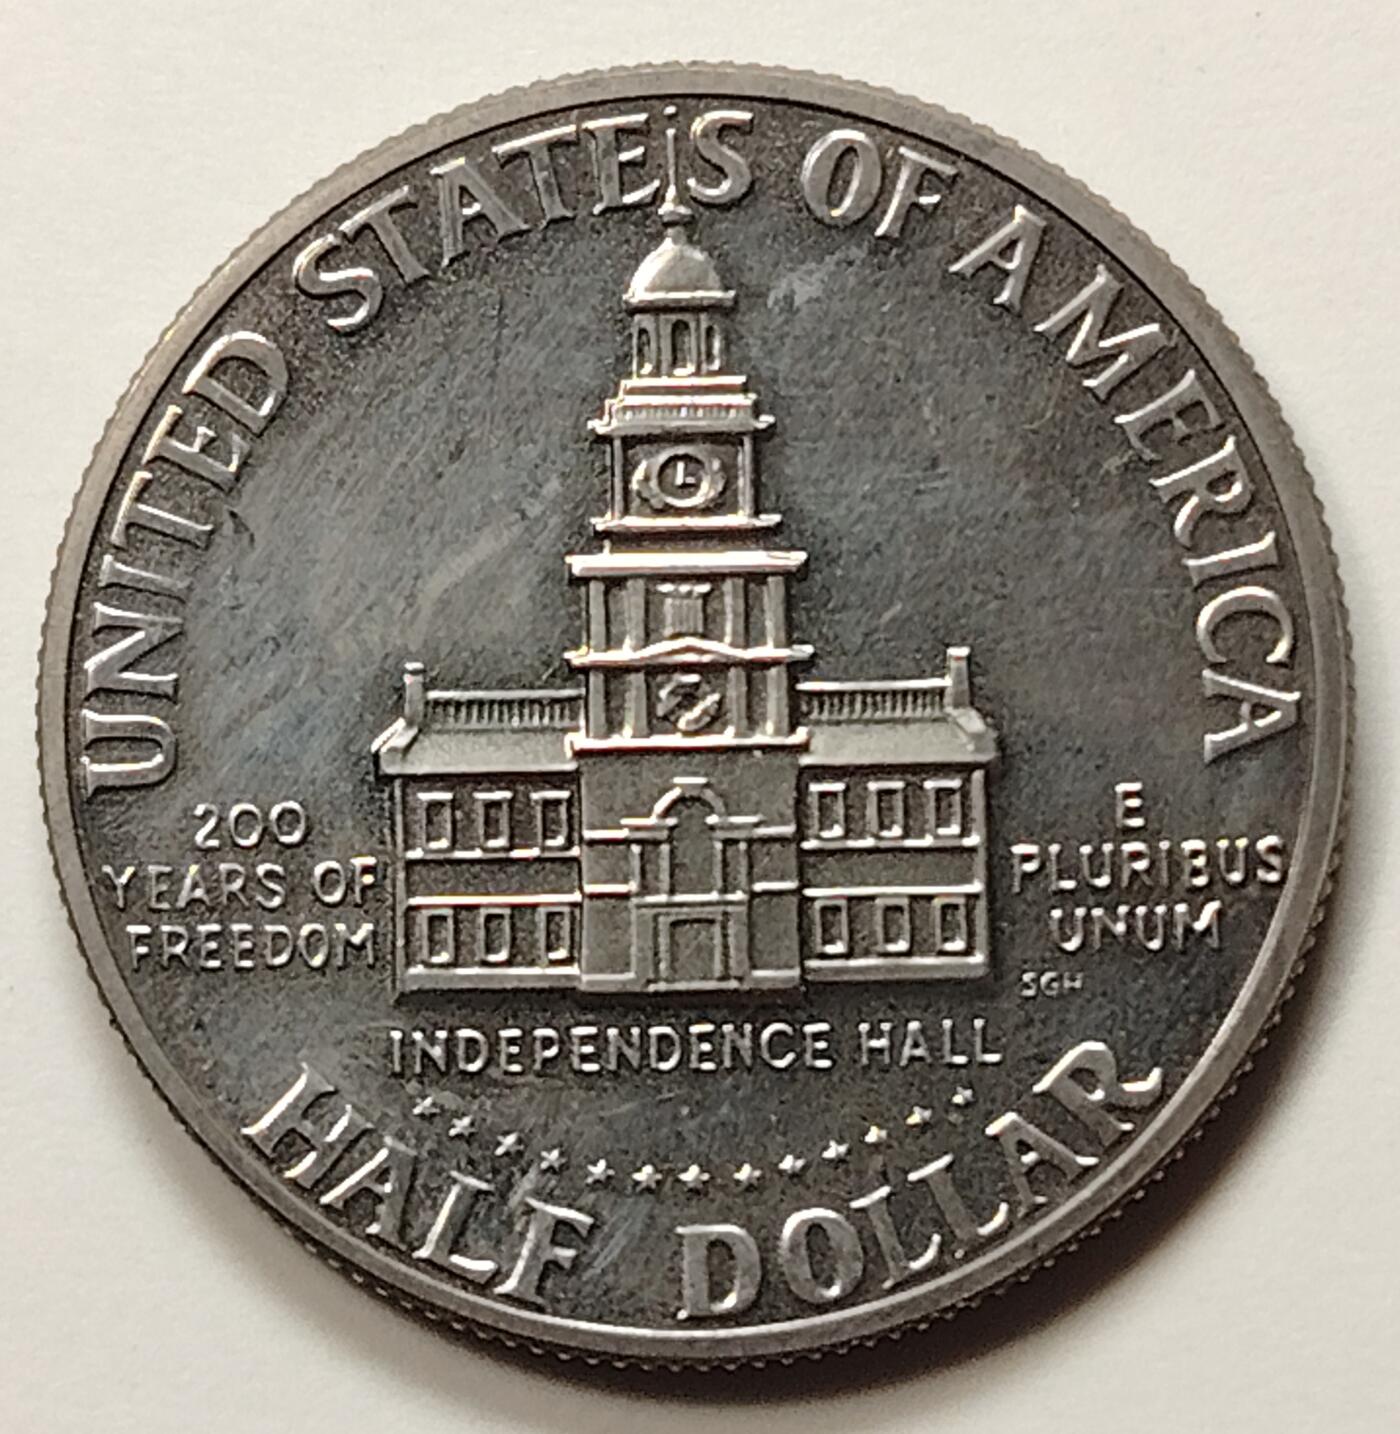 UNITED STATES OF AMERICA
200
YEARS OF
FREEDOM
E
PLURIBUS
UNUM
SGH
INDEPENDENCE HALL
HALF DOLLAR